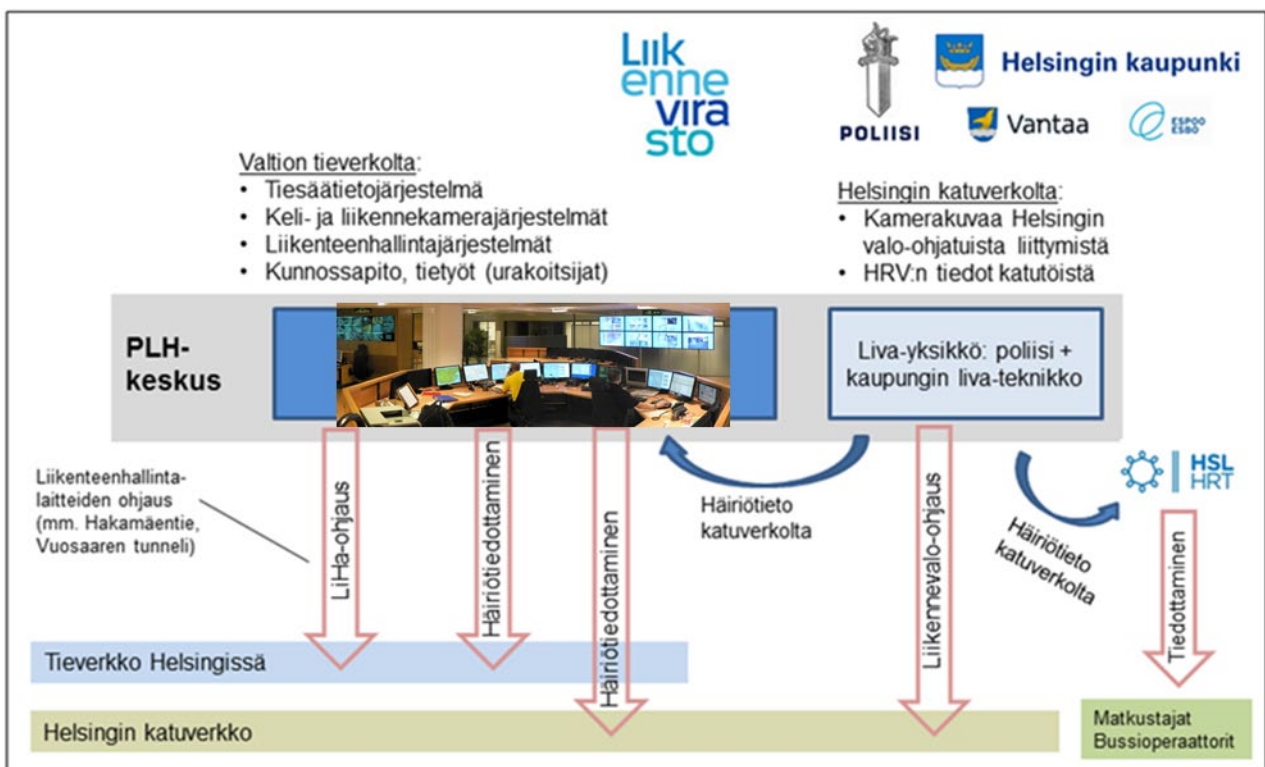 Liik
enne
vira
sto
POLIISI
Helsingin kaupunki
Vantaa
ESPOO
ESBO
Valtion tieverkolta:
• Tiesäätietojärjestelmä
• Keli- ja liikennekamerajärjestelmät
• Liikenteenhallintajärjestelmät
• Kunnossapito, tietyöt (urakoitsijat)
Helsingin katuverkolta:
• Kamerakuvaa Helsingin
valo-ohjatuista liittymistä
• HRV:n tiedot katutöistä
PLH-
keskus
Liva-yksikkö: poliisi +
kaupungin liva-teknikko
Liikenteenhallinta-
laitteiden ohjaus
(mm. Hakamäentie,
Vuosaaren tunneli)
LiHa-ohjaus
Häiriötiedottaminen
Häiriötiedottaminen
Häiriötieto
katuverkolta
Liikennevalo-ohjaus
Häiriötieto
katuverkolta
HSL
HRT
Tiedottaminen
Tieverkko Helsingissä
Helsingin katuverkko
Matkustajat
Bussioperaattorit